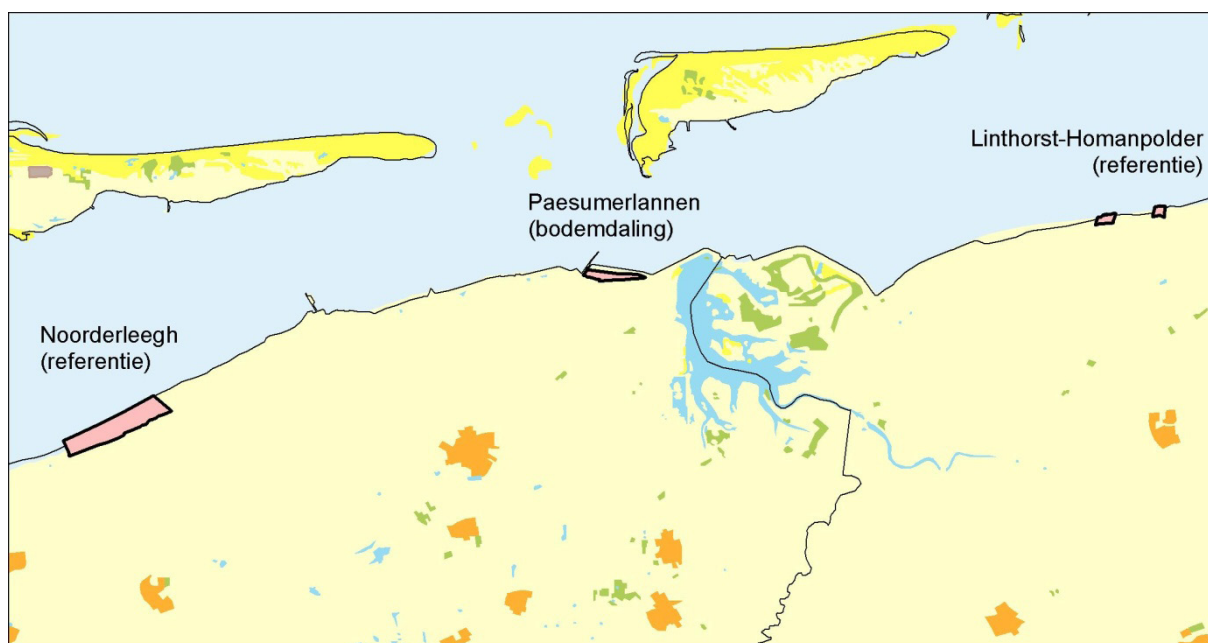 Linthorst-Homanpolder
(referentie)
Paesumerlannen
(bodemdaling)
Noorderleegh
(referentie)